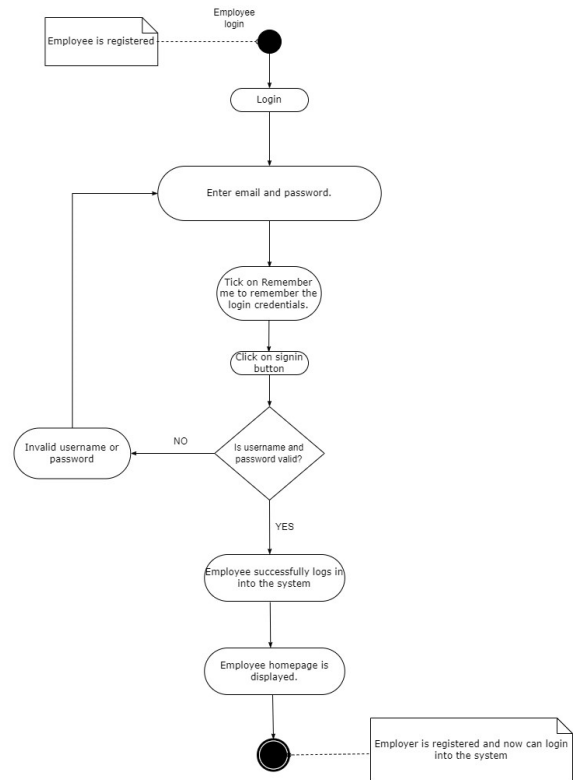 Employee
login
Employee is registered
Login
Enter email and password.
Tick on Remember
me to remember the
login credentials.
Click on signin
button
Is username and
password valid?
NO
Invalid username or
password
YES
Employee successfully logs in
into the system
Employee homepage is
displayed.
Employer is registered and now can login
into the system